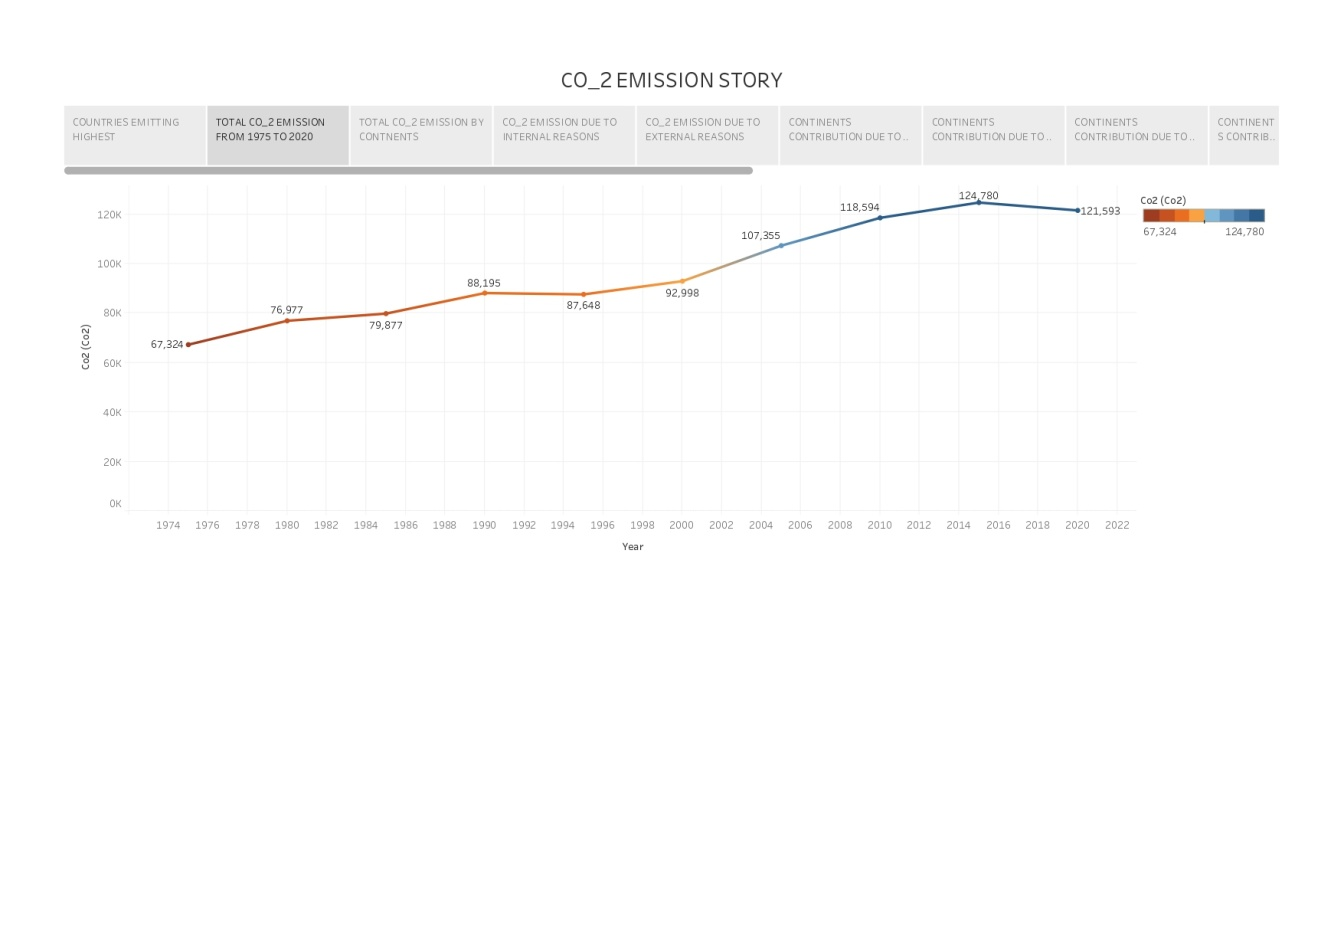 CO_2 EMISSION STORY
COUNTRIES EMITTING
HIGHEST
TOTAL CO_2 EMISSION
FROM 1975 TO 2020
TOTAL CO_2 EMISSION BY
CONTNENTS
CO_2 EMISSION DUE TO
INTERNAL REASONS
CO_2 EMISSION DUE TO
EXTERNAL REASONS
CONTINENTS
CONTRIBUTION DUE TO..
CONTINENTS
CONTRIBUTION DUE TO..
CONTINENTS
CONTRIBUTION DUE TO..
CONTINENT
S CONTRIB..
Co2 (Co2)
67,324 124,780
120K
100K
80K
60K
40K
20K
0K
Co2 (Co2)
67,324
76,977
79,877
88,195
87,648
92,998
107,355
118,594
124,780
121,593
1974 1976 1978 1980 1982 1984 1986 1988 1990 1992 1994 1996 1998 2000 2002 2004 2006 2008 2010 2012 2014 2016 2018 2020 2022
Year